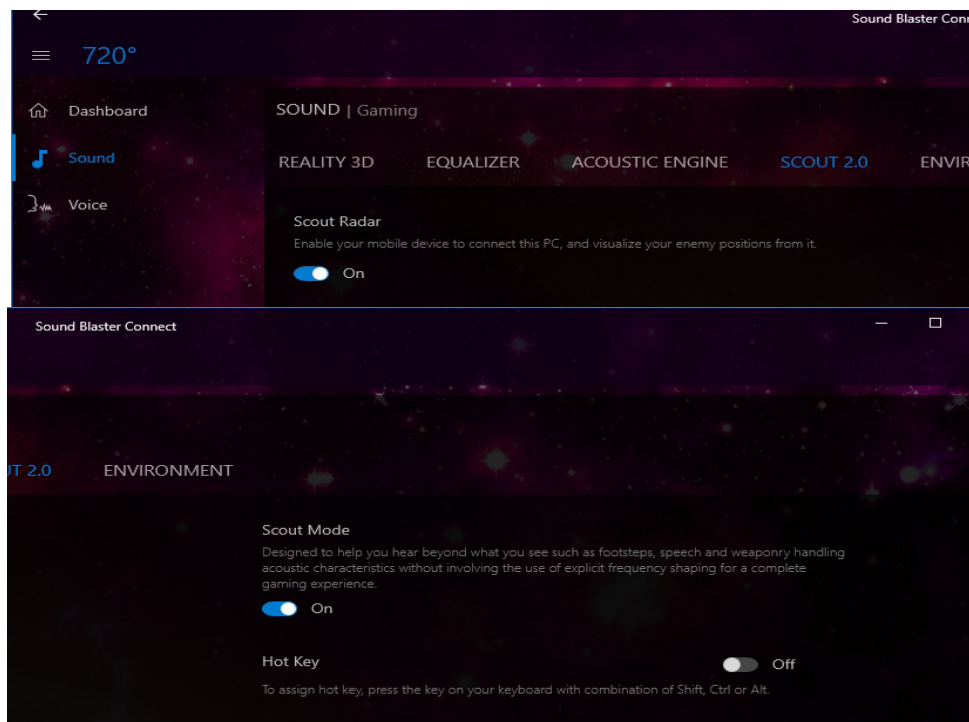 Sound Blaster Conn
720°
Dashboard
SOUND | Gaming
Sound
REALITY 3D EQUALIZER ACOUSTIC ENGINE SCOUT 2.0 ENVIR
Voice
Scout Radar
Enable your mobile device to connect this PC, and visualize your enemy positions from it.
On
Sound Blaster Connect
UT 2.0 ENVIRONMENT
Scout Mode
Designed to help you hear beyond what you see such as footsteps, speech and weaponry handling
acoustic characteristics without involving the use of explicit frequency shaping for a complete
gaming experience.
On
Hot Key Off
To assign hot key, press the key on your keyboard with combination of Shift, Ctrl or Alt.